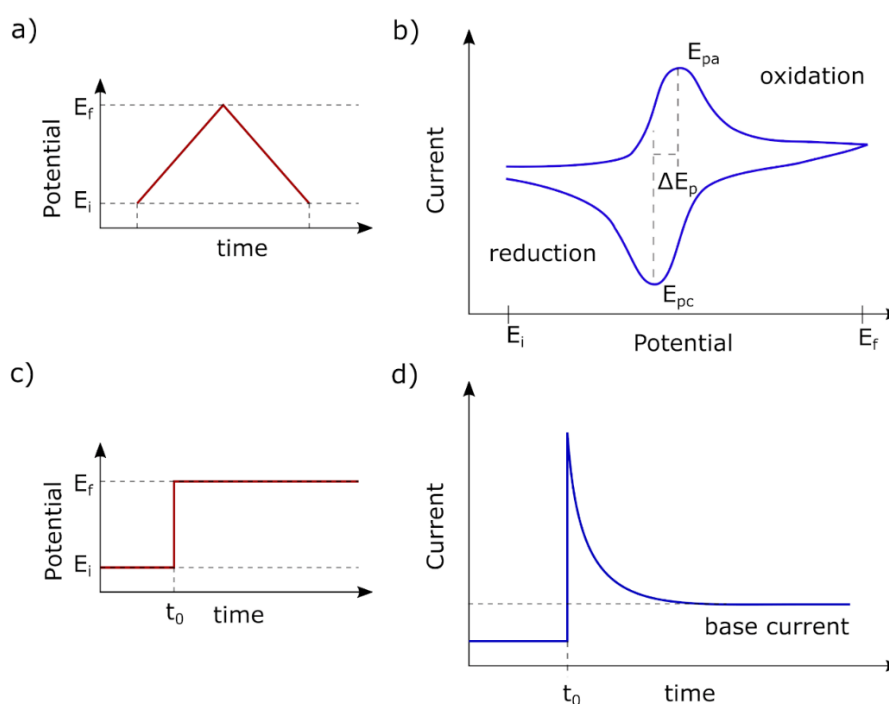 a)
E_f
E_i
Potential
time
b)
E_pa
oxidation
Current
ΔE_p
reduction
E_pc
E_i
Potential
E_f
c)
E_f
E_i
Potential
t_0
time
d)
Current
base current
t_0
time